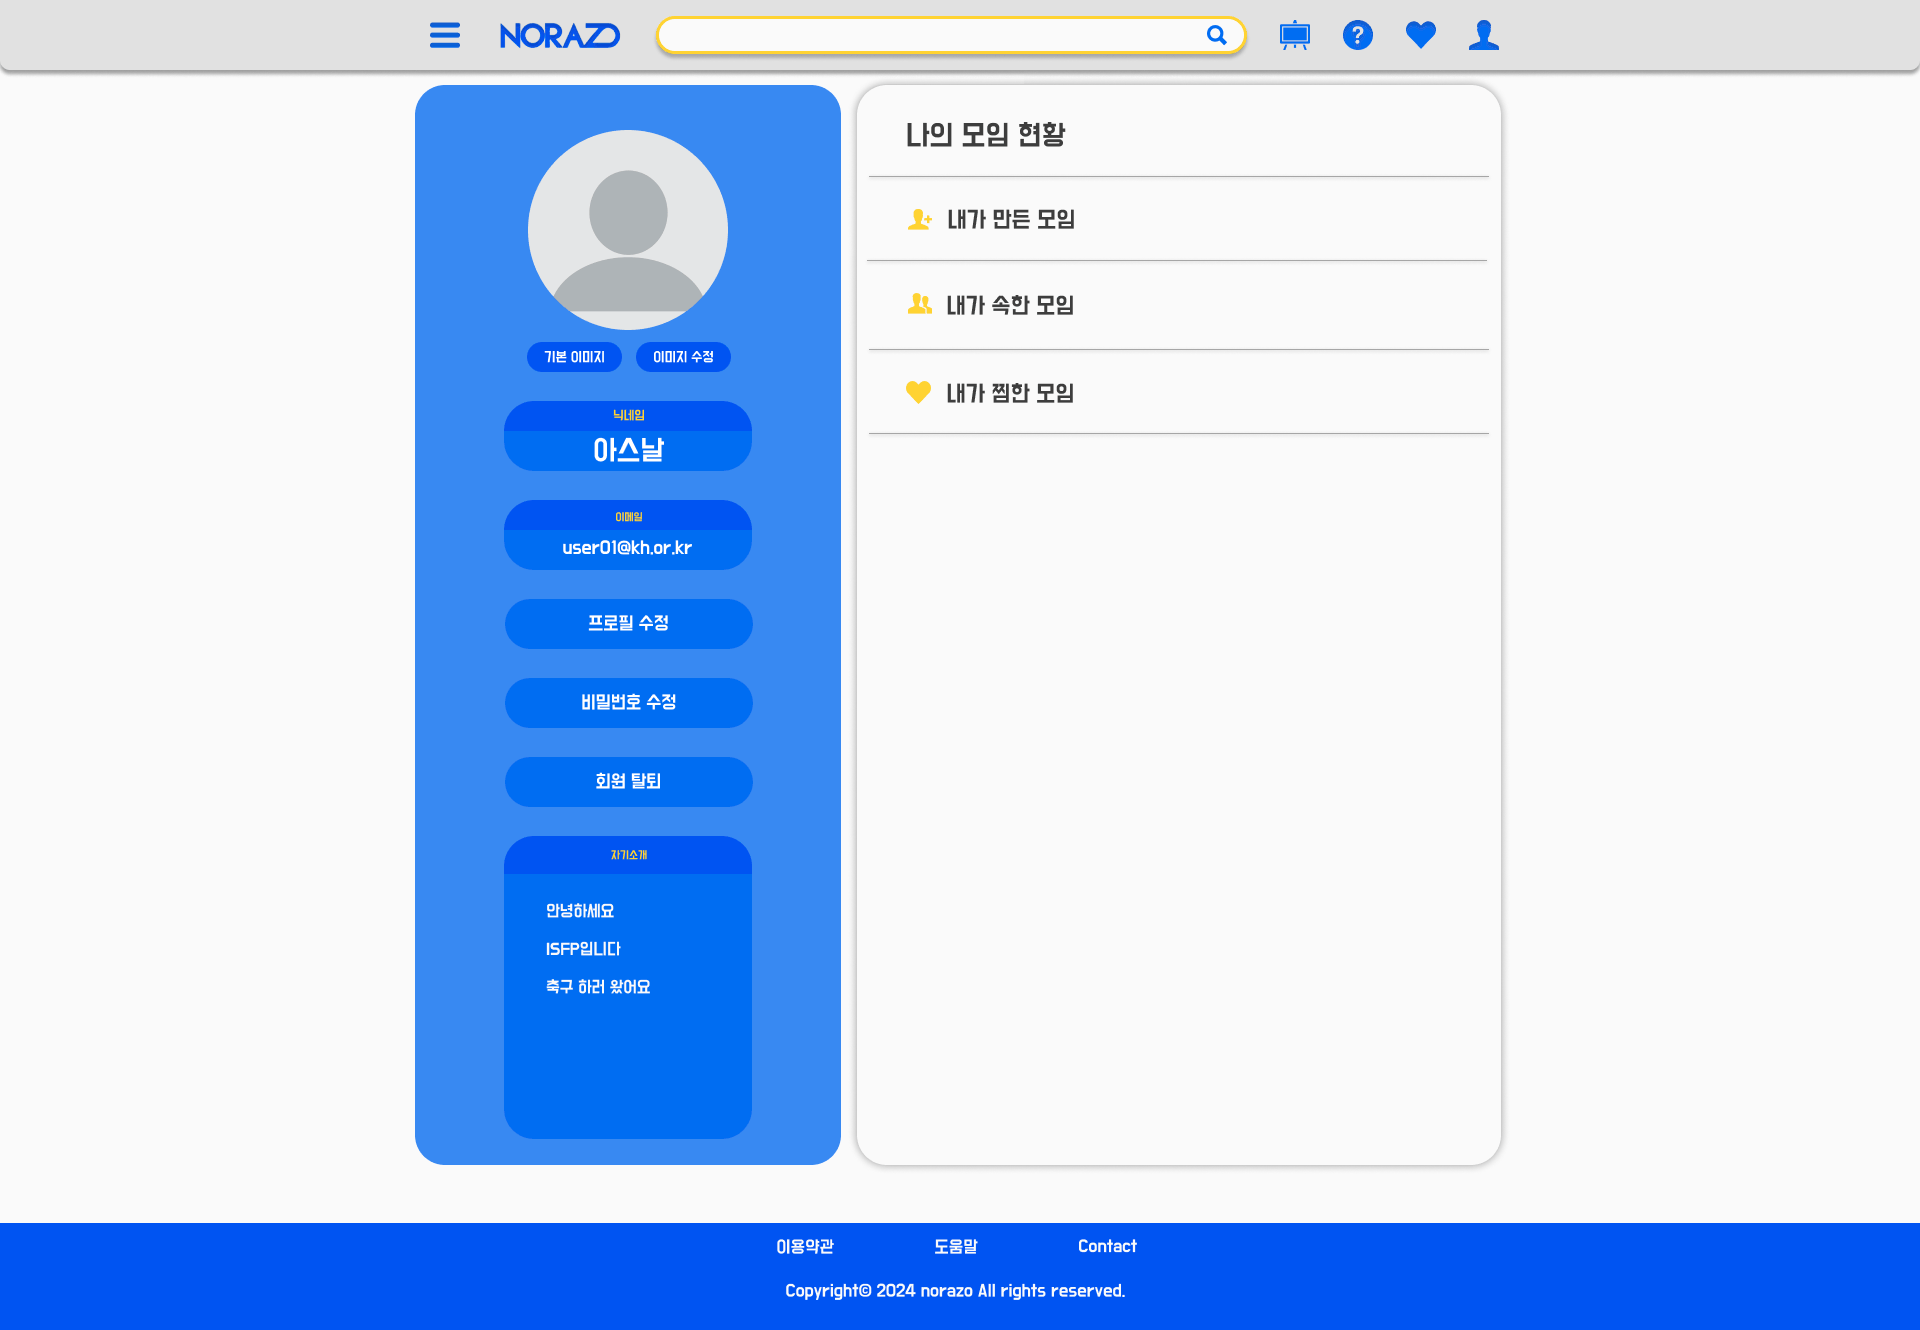 NORAZO
기본 이미지
이미지 수정
닉네임
아스날
이메일
user01@kh.or.kr
프로필 수정
비밀번호 수정
회원 탈퇴
자기소개
안녕하세요
ISFP입니다
축구 하러 왔어요
나의 모임 현황
내가 만든 모임
내가 속한 모임
내가 찜한 모임
이용약관 도움말 Contact
Copyright© 2024 norazo All rights reserved.